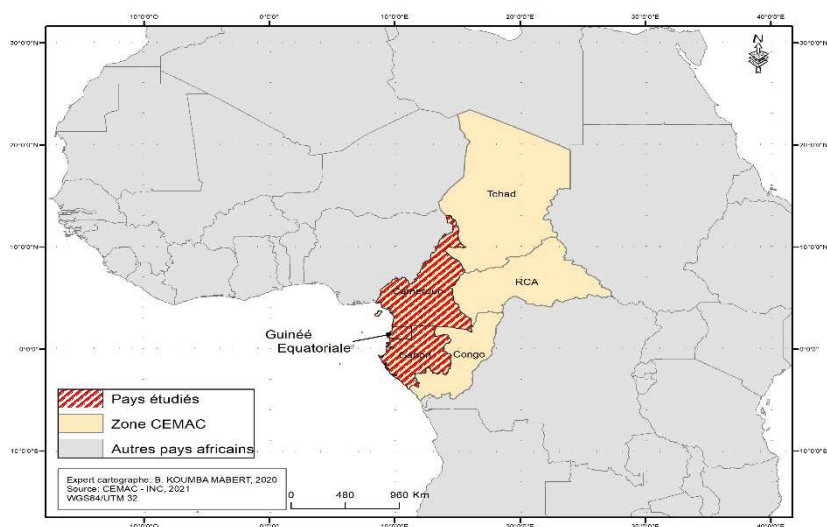 10°0'0"O 0°0'0" 10°0'0"E 20°0'0"E 30°0'0"E 40°0'0"E
30°0'0"N 30°0'0"N
N
20°0'0"N 20°0'0"N
Tchad
10°0'0"N 10°0'0"N
RCA
Cameroun
Guinéé
Equatoriale
0°0'0" 0°0'0"
Gabon
Congo
Pays étudiés
Zone CEMAC
Autres pays africains
10°0'0"S 10°0'0"S
Expert cartographe: B. KOUMBA MABERT, 2020
Source: CEMAC - INC, 2021
WGS84/UTM 32
0 480 960 Km
10°0'0"O 0°0'0" 10°0'0"E 20°0'0"E 30°0'0"E 40°0'0"E